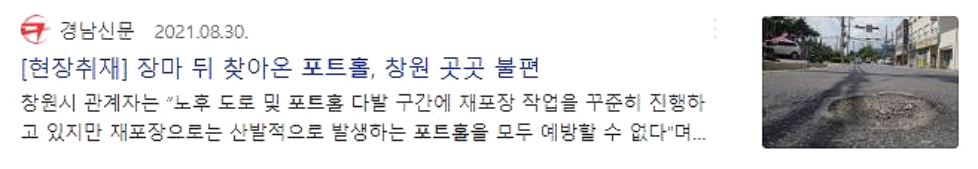 경남신문 2021.08.30.
[현장취재] 장마 뒤 찾아온 포트홀, 창원 곳곳 불편
창원시 관계자는 "노후 도로 및 포트홀 다발 구간에 재포장 작업을 꾸준히 진행하
고 있지만 재포장으로는 산발적으로 발생하는 포트홀을 모두 예방할 수 없다"며...